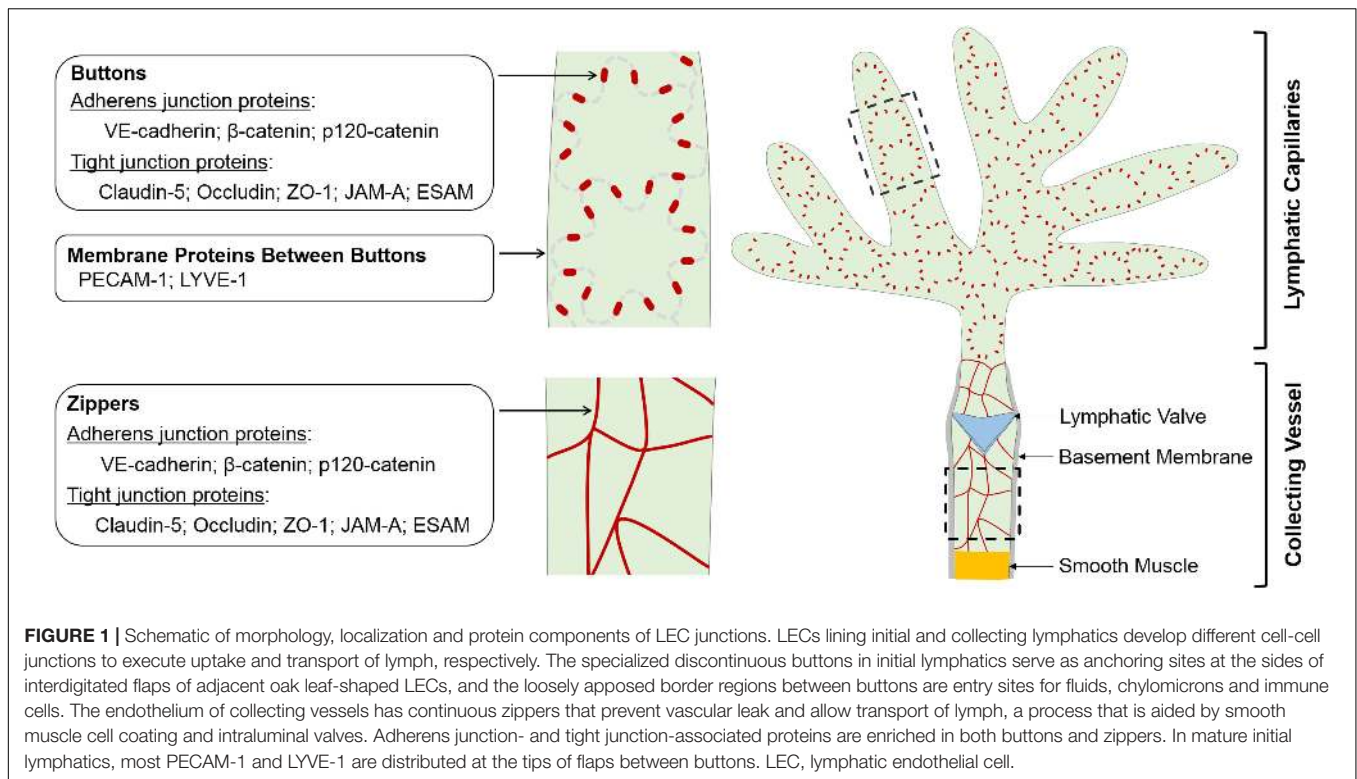 Buttons
Adherens junction proteins:
VE-cadherin; β-catenin; p120-catenin
Tight junction proteins:
Claudin-5; Occludin; ZO-1; JAM-A; ESAM
Membrane Proteins Between Buttons
PECAM-1; LYVE-1
Zippers
Adherens junction proteins:
VE-cadherin; β-catenin; p120-catenin
Tight junction proteins:
Claudin-5; Occludin; ZO-1; JAM-A; ESAM
Lymphatic Capillaries
Lymphatic Valve
Basement Membrane
Smooth Muscle
Collecting Vessel
FIGURE 1 | Schematic of morphology, localization and protein components of LEC junctions. LECs lining initial and collecting lymphatics develop different cell-cell
junctions to execute uptake and transport of lymph, respectively. The specialized discontinuous buttons in initial lymphatics serve as anchoring sites at the sides of
interdigitated flaps of adjacent oak leaf-shaped LECs, and the loosely apposed border regions between buttons are entry sites for fluids, chylomicrons and immune
cells. The endothelium of collecting vessels has continuous zippers that prevent vascular leak and allow transport of lymph, a process that is aided by smooth
muscle cell coating and intraluminal valves. Adherens junction- and tight junction-associated proteins are enriched in both buttons and zippers. In mature initial
lymphatics, most PECAM-1 and LYVE-1 are distributed at the tips of flaps between buttons. LEC, lymphatic endothelial cell.